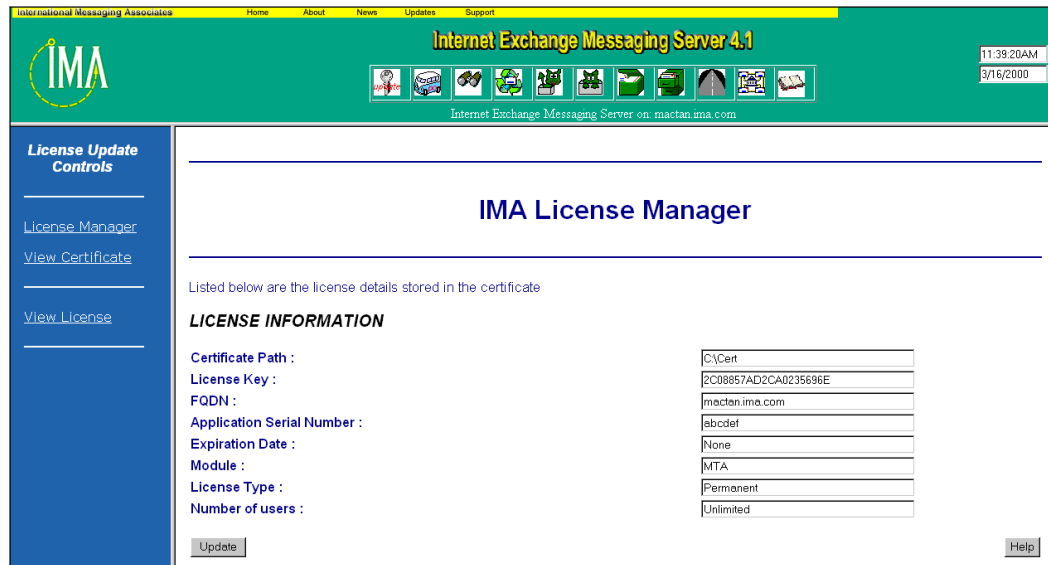 International Messaging Associates Home About News Updates Support
IMA
Internet Exchange Messaging Server 4.1
11:39:20AM
3/16/2000
update
Internet Exchange Messaging Server on: mactan.ima.com
License Update
Controls
License Manager
View Certificate
View License
IMA License Manager
Listed below are the license details stored in the certificate
LICENSE INFORMATION
Certificate Path : C:\Cert
License Key : 2C08857AD2CA0235696E
FQDN : mactan.ima.com
Application Serial Number : abcdef
Expiration Date : None
Module : MTA
License Type : Permanent
Number of users : Unlimited
Update Help